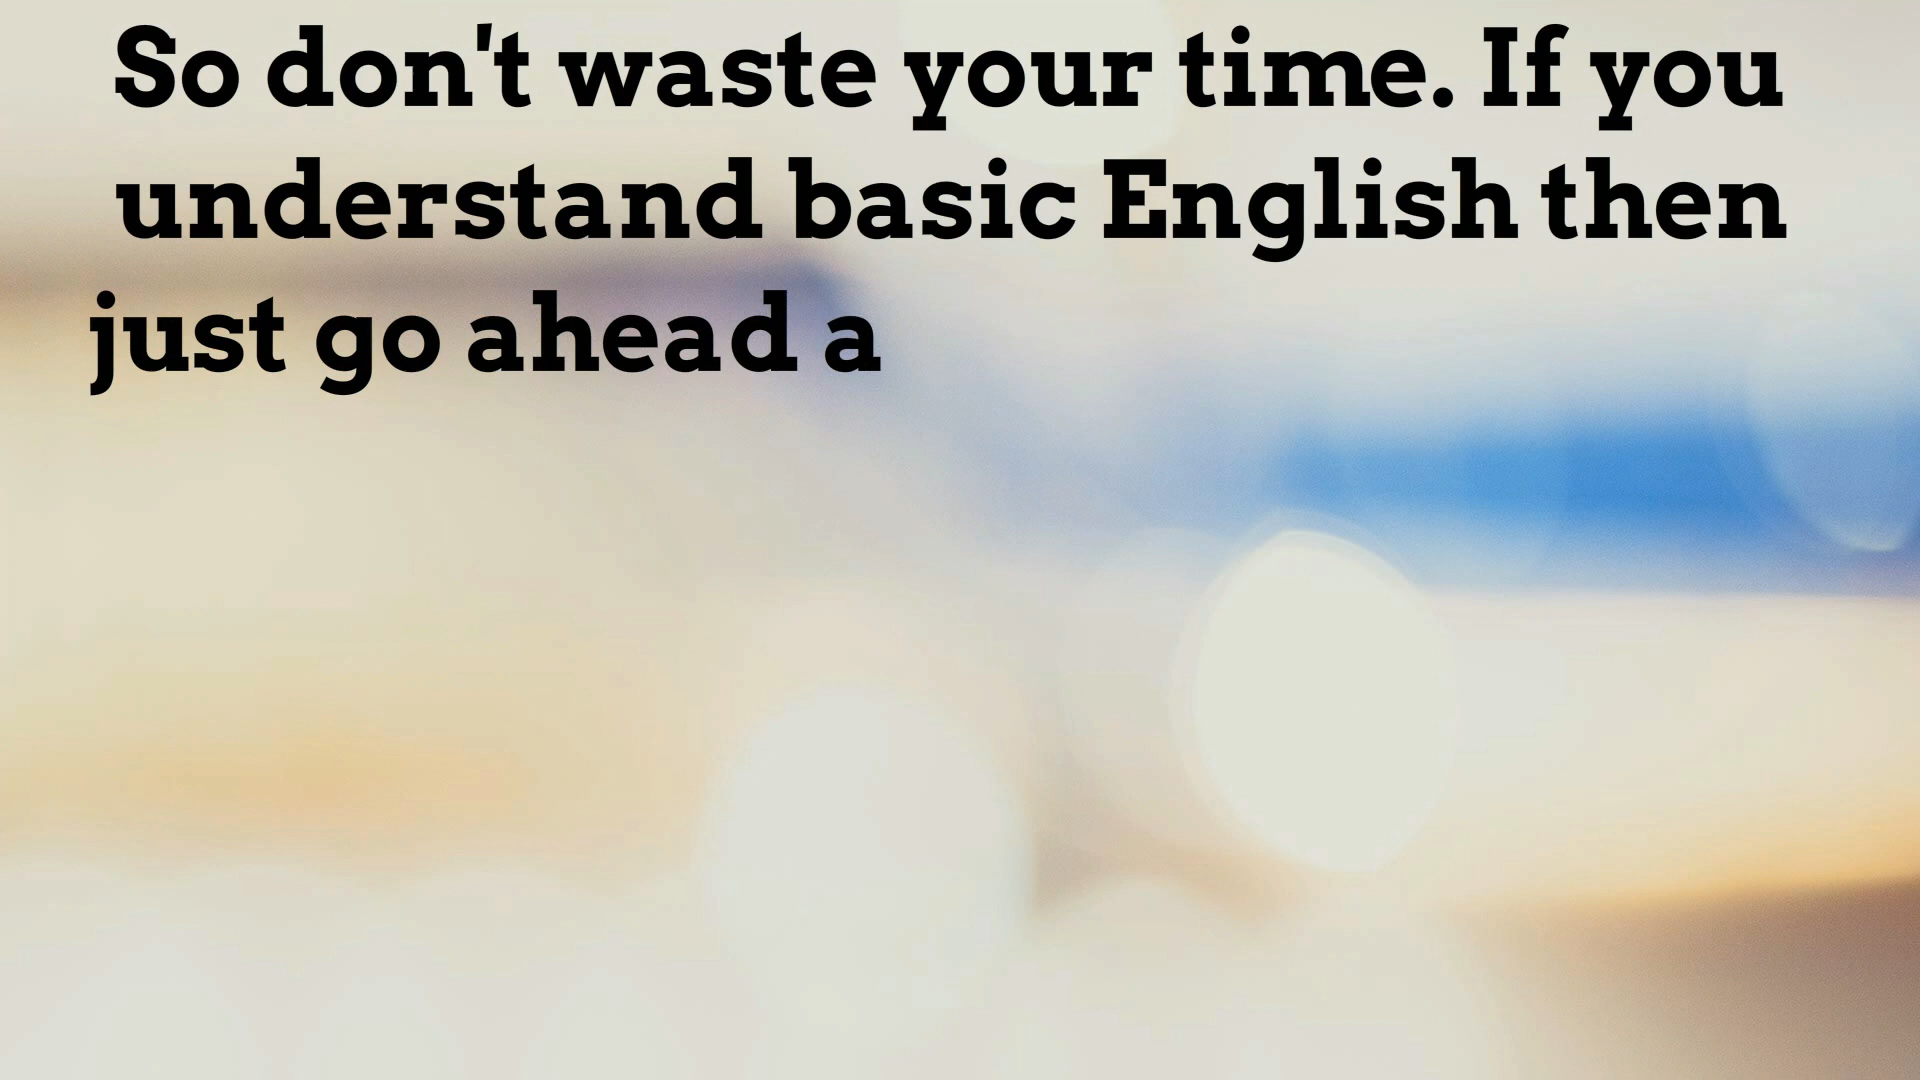 So don't waste your time. If you
understand basic English then
just go ahead a